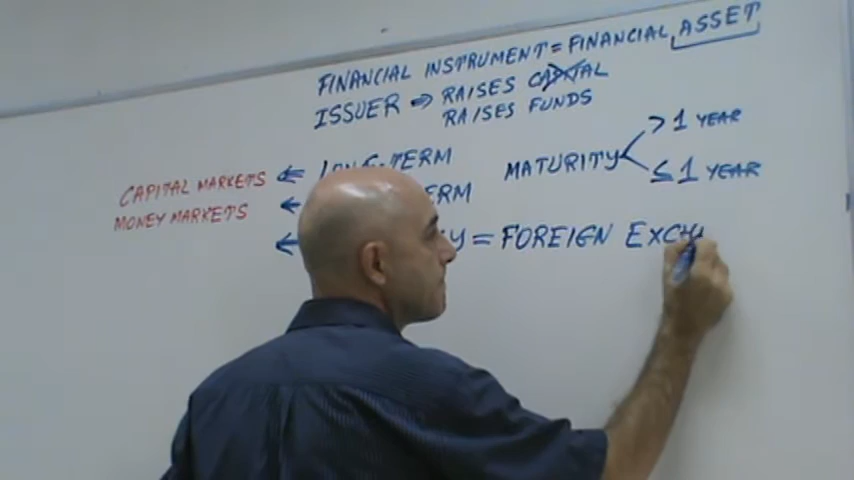 FINANCIAL INSTRUMENT = FINANCIAL ASSET
ISSUER ⇒ RAISES CAPITAL
RAISES FUNDS
> 1 YEAR
CAPITAL MARKETS ⇐ LONG-TERM
MATURITY
≤ 1 YEAR
MONEY MARKETS ← ERM
← Y = FOREIGN EXCH